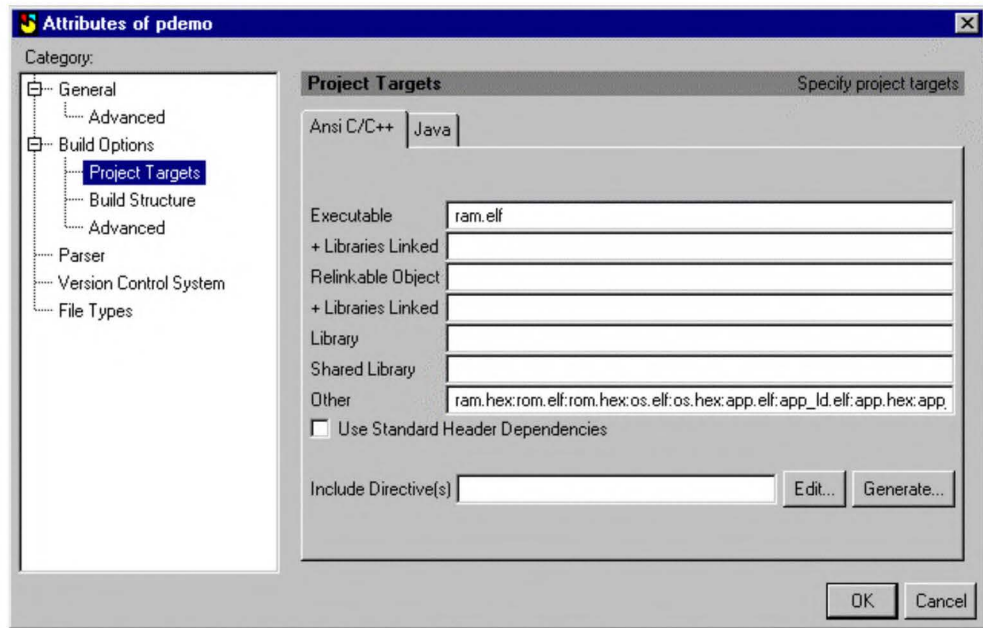 Attributes of pdemo
Category:
General
Advanced
Build Options
Project Targets
Build Structure
Advanced
Parser
Version Control System
File Types
Project Targets Specify project targets
Ansi C/C++ Java
Executable ram.elf
+ Libraries Linked
Relinkable Object
+ Libraries Linked
Library
Shared Library
Other ram.hex:rom.elf:rom.hex:os.elf:os.hex:app.elf:app_ld.elf:app.hex:app_
Use Standard Header Dependencies
Include Directive(s) Edit... Generate...
OK Cancel